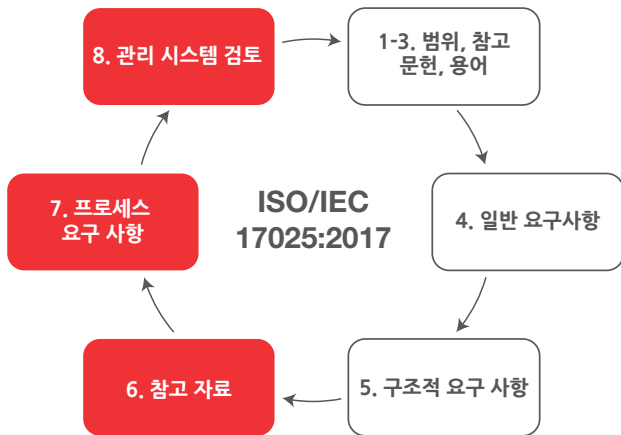 8. 관리 시스템 검토
1-3. 범위, 참고
문헌, 용어
7. 프로세스
요구 사항
ISO/IEC
17025:2017
4. 일반 요구사항
6. 참고 자료
5. 구조적 요구 사항